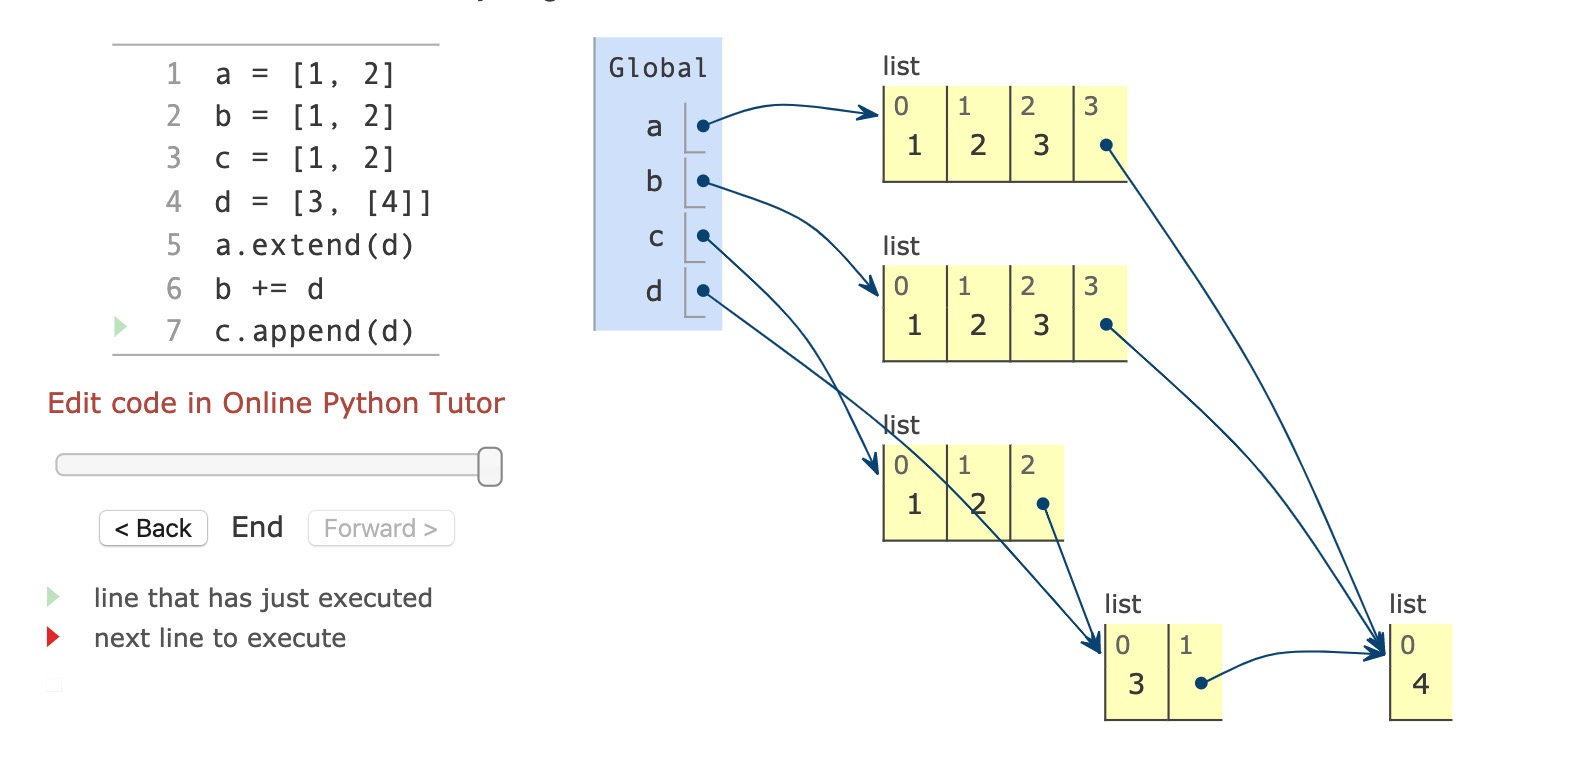 1 a = [1, 2]
2 b = [1, 2]
3 c = [1, 2]
4 d = [3, [4]]
5 a.extend(d)
6 b += d
7 c.append(d)
Edit code in Online Python Tutor
< Back End Forward >
line that has just executed
next line to execute
Global
a
b
c
d
list
0 1 2 3
1 2 3
list
0 1 2 3
1 2 3
list
0 1 2
1 2
list
0 1
3
list
0
4